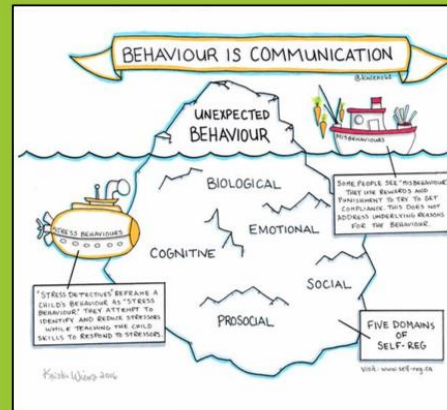 BEHAVIOUR IS COMMUNICATION
UNEXPECTED
BEHAVIOUR
MISBEHAVIOURS
BIOLOGICAL
SOME PEOPLE SEE "MISBEHAVIOUR"
THEY USE REWARDS AND
PUNISHMENT TO TRY TO GET
COMPLIANCE. THIS DOES NOT
ADDRESS UNDERLYING REASONS
FOR THE BEHAVIOUR.
STRESS BEHAVIOURS
EMOTIONAL
COGNITIVE
"STRESS DETECTIVES" REFRAME A
CHILD'S BEHAVIOUR AS "STRESS
BEHAVIOUR." THEY ATTEMPT TO
IDENTIFY AND REDUCE STRESSORS
WHILE TEACHING THE CHILD
SKILLS TO RESPOND TO STRESSORS.
SOCIAL
PROSOCIAL
FIVE DOMAINS
OF
SELF-REG
Kristin Wiens 2016
visit: www.self-reg.ca